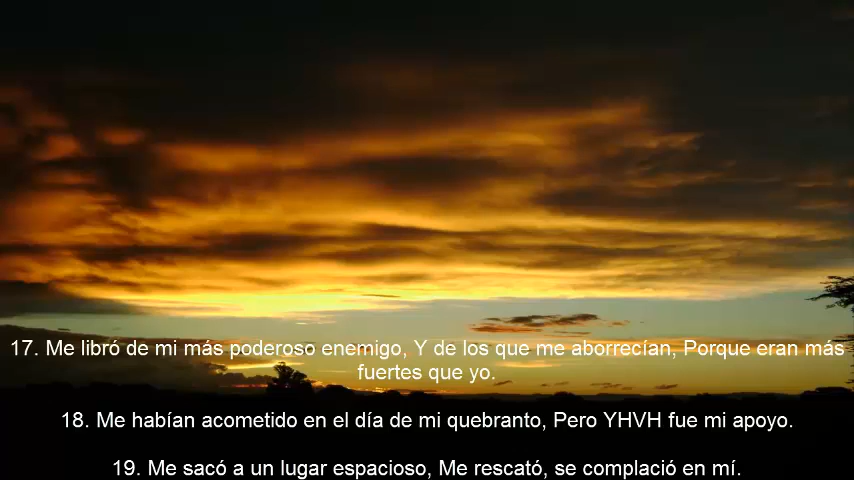 17. Me libró de mi más poderoso enemigo, Y de los que me aborrecían, Porque eran más
fuertes que yo.
18. Me habían acometido en el día de mi quebranto, Pero YHVH fue mi apoyo.
19. Me sacó a un lugar espacioso, Me rescató, se complació en mí.